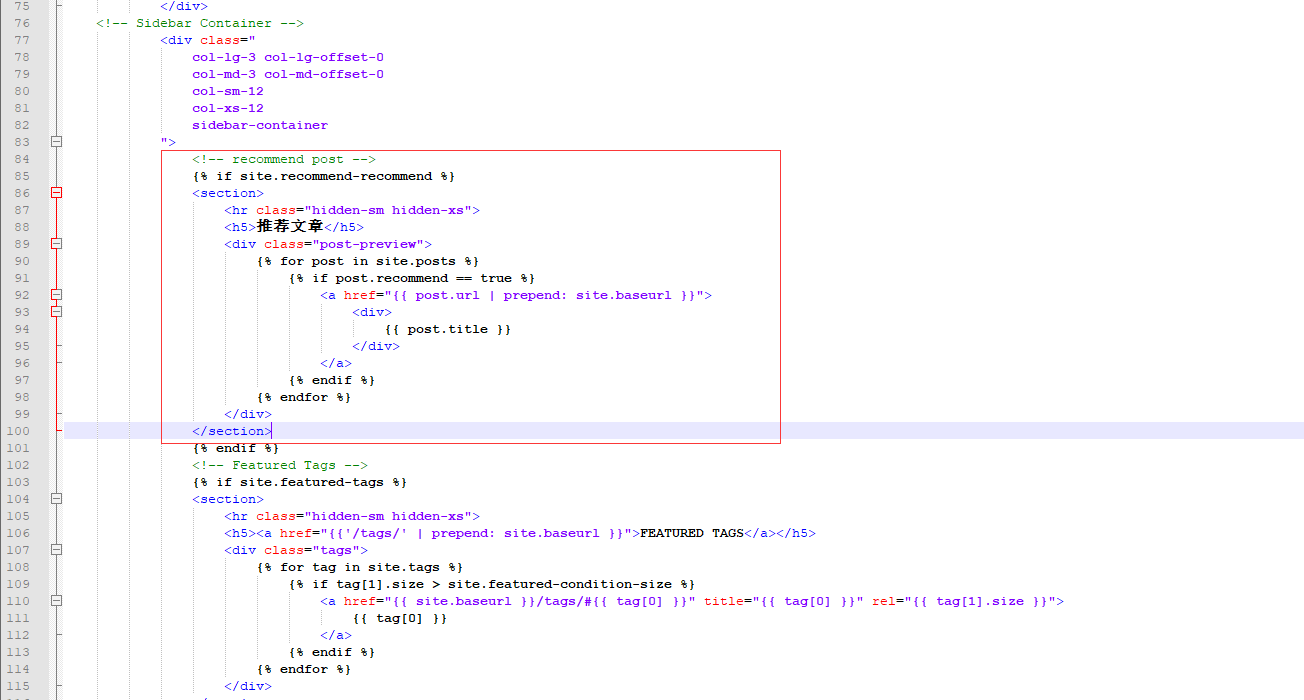 75 </div>
76 <!-- Sidebar Container -->
77 <div class="
78 col-lg-3 col-lg-offset-0
79 col-md-3 col-md-offset-0
80 col-sm-12
81 col-xs-12
82 sidebar-container
83 ">
84 <!-- recommend post -->
85 {% if site.recommend-recommend %}
86 <section>
87 <hr class="hidden-sm hidden-xs">
88 <h5>推荐文章</h5>
89 <div class="post-preview">
90 {% for post in site.posts %}
91 {% if post.recommend == true %}
92 <a href="{{ post.url | prepend: site.baseurl }}">
93 <div>
94 {{ post.title }}
95 </div>
96 </a>
97 {% endif %}
98 {% endfor %}
99 </div>
100 </section>
101 {% endif %}
102 <!-- Featured Tags -->
103 {% if site.featured-tags %}
104 <section>
105 <hr class="hidden-sm hidden-xs">
106 <h5><a href="{{'/tags/' | prepend: site.baseurl }}">FEATURED TAGS</a></h5>
107 <div class="tags">
108 {% for tag in site.tags %}
109 {% if tag[1].size > site.featured-condition-size %}
110 <a href="{{ site.baseurl }}/tags/#{{ tag[0] }}" title="{{ tag[0] }}" rel="{{ tag[1].size }}">
111 {{ tag[0] }}
112 </a>
113 {% endif %}
114 {% endfor %}
115 </div>